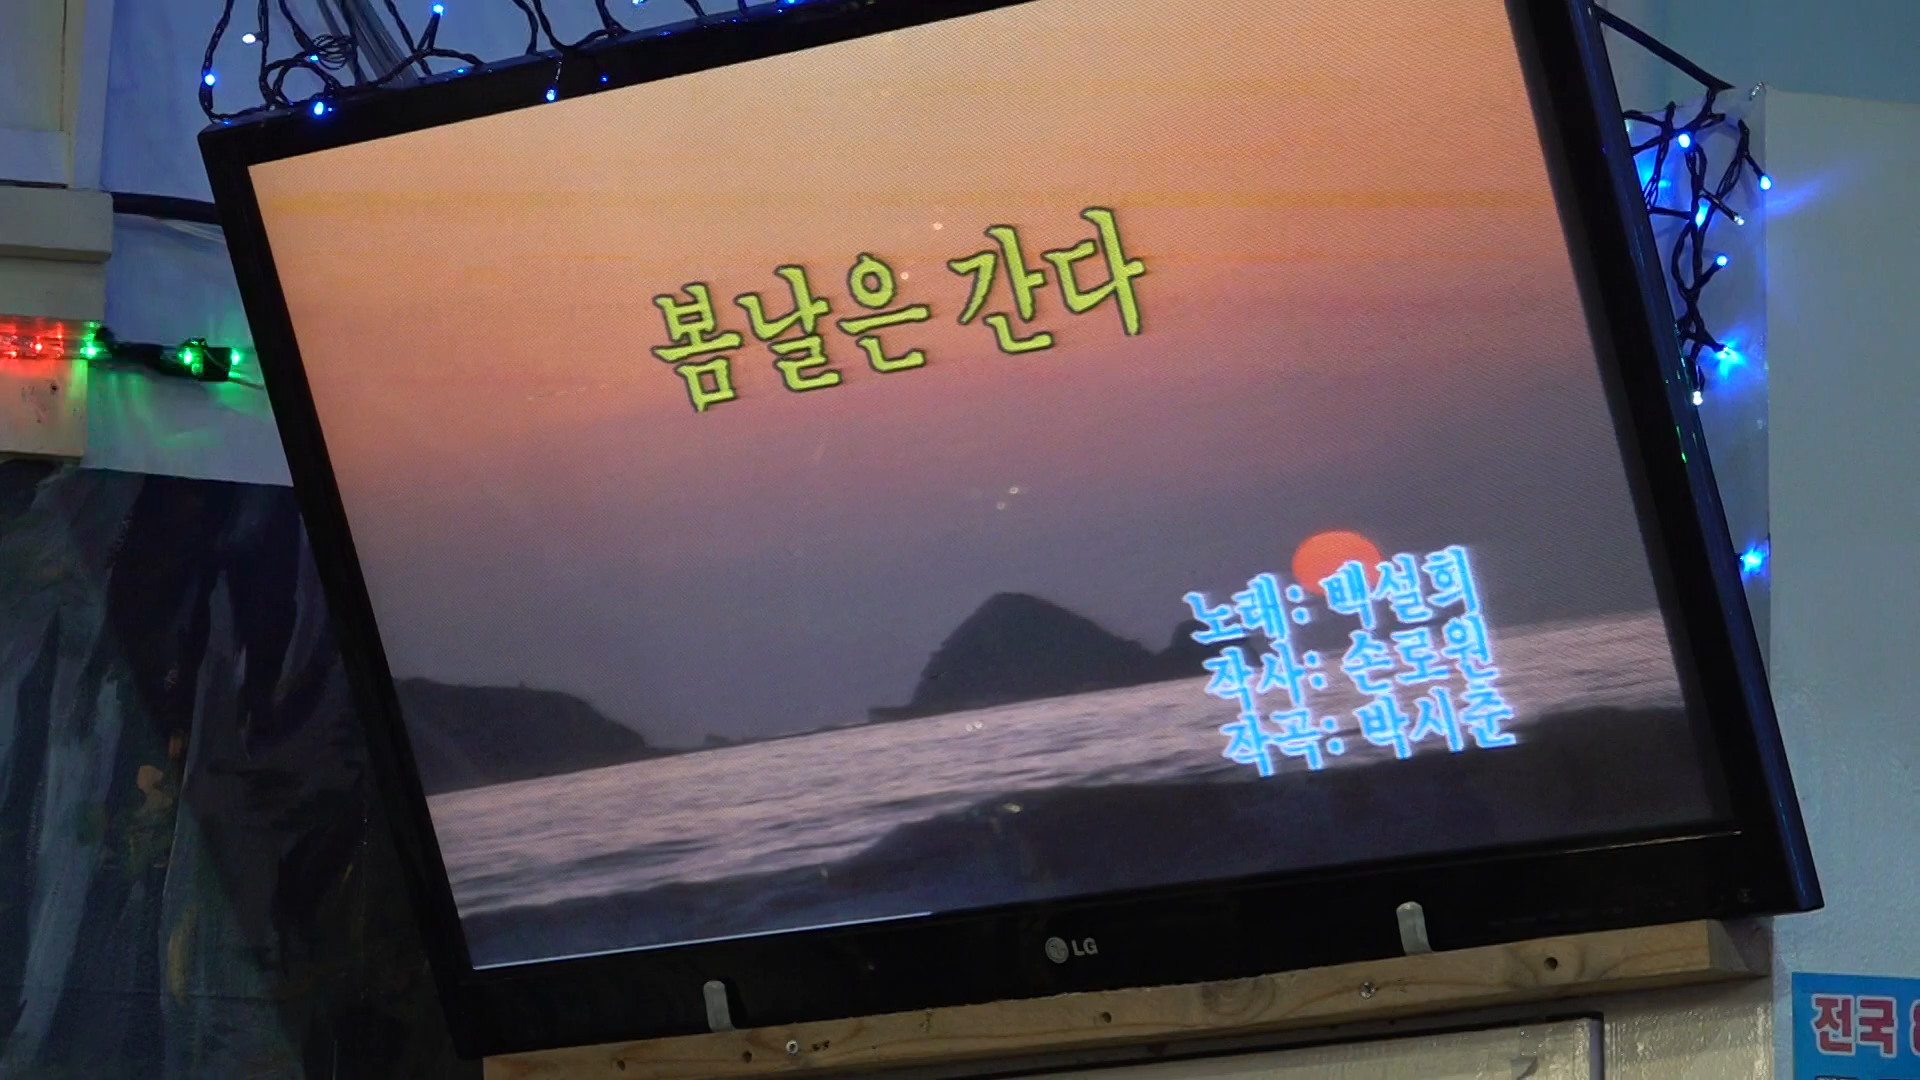 봄날은 간다
노래: 백설희
작사: 손로원
작곡: 박시춘
LG
전국